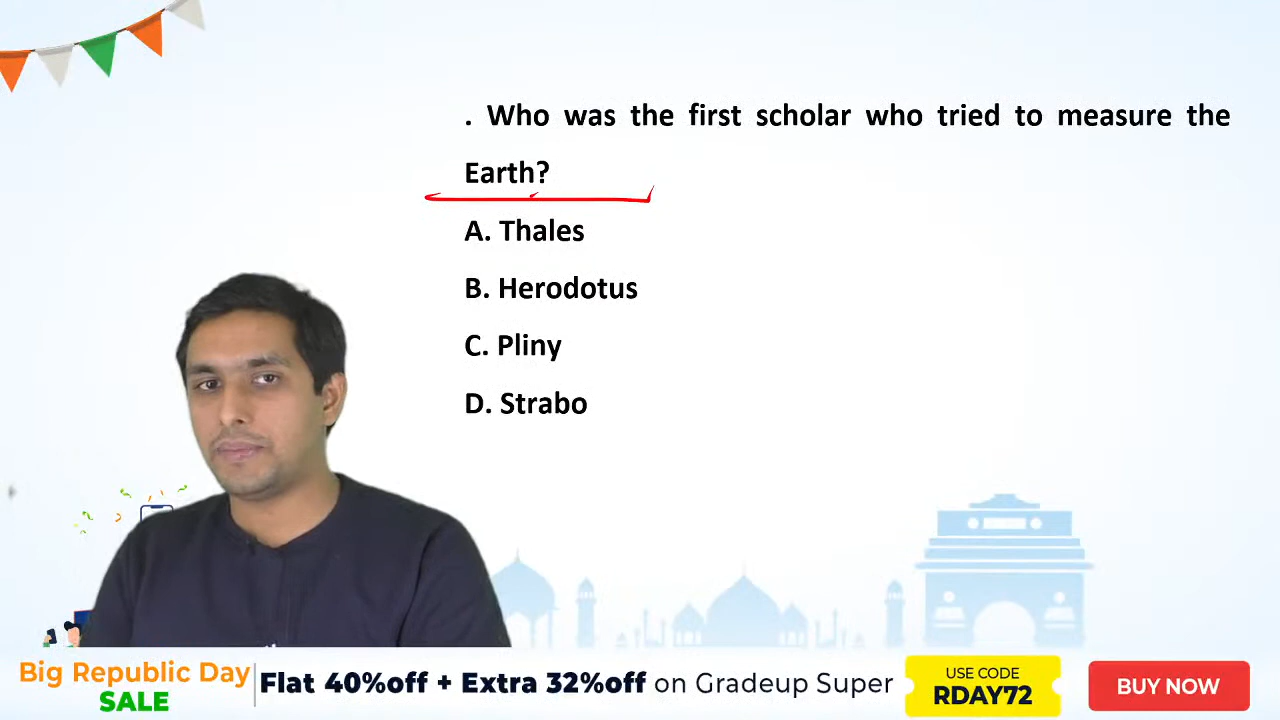 . Who was the first scholar who tried to measure the
Earth?
A. Thales
B. Herodotus
C. Pliny
D. Strabo
Big Republic Day
SALE
Flat 40%off + Extra 32%off on Gradeup Super
USE CODE
RDAY72
BUY NOW